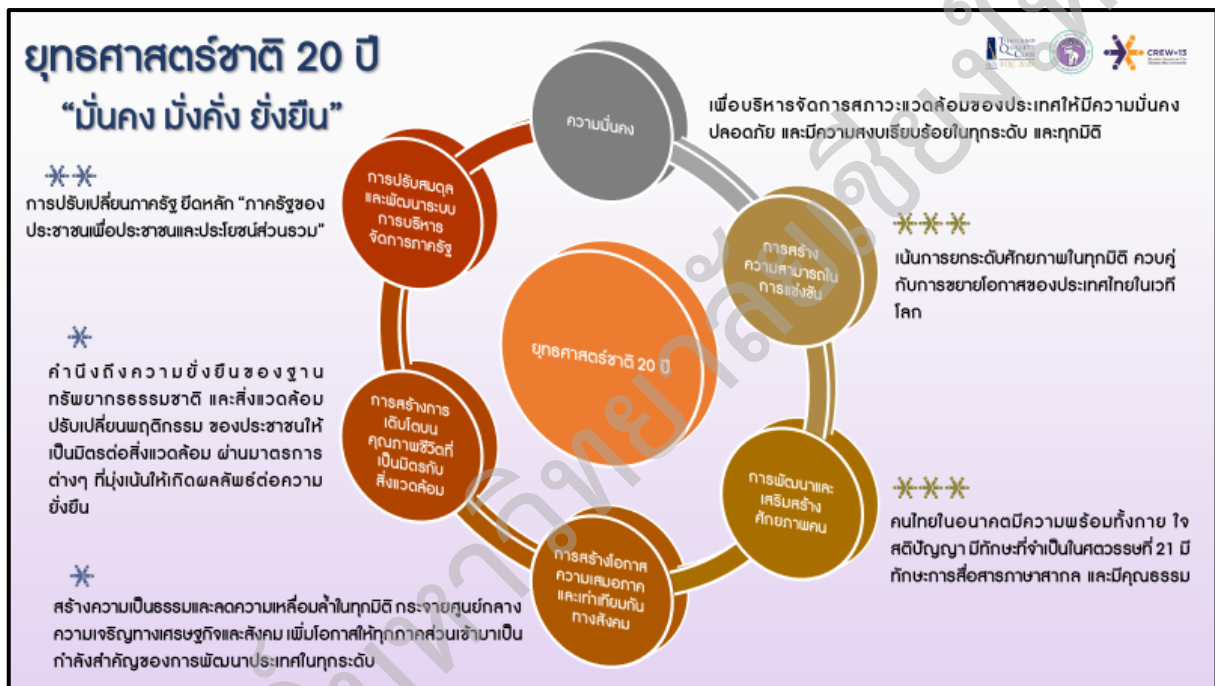 ยุทธศาสตร์ชาติ 20 ปี
“มั่นคง มั่งคั่ง ยั่งยืน”
CREW≡13
ความมั่นคง
เพื่อบริหารจัดการสภาวะแวดล้อมของประเทศให้มีความมั่นคง
ปลอดภัย และมีความสงบเรียบร้อยในทุกระดับ และทุกมิติ
การปรับสมดุล
และพัฒนาระบบ
การบริหาร
จัดการภาครัฐ
การปรับเปลี่ยนภาครัฐ ยึดหลัก “ภาครัฐของ
ประชาชนเพื่อประชาชนและประโยชน์ส่วนรวม”
การสร้าง
ความสามารถใน
การแข่งขัน
เน้นการยกระดับศักยภาพในทุกมิติ ควบคู่
กับการขยายโอกาสของประเทศไทยในเวที
โลก
ยุทธศาสตร์ชาติ 20 ปี
การสร้างการ
เติบโตบน
คุณภาพชีวิตที่
เป็นมิตรกับ
สิ่งแวดล้อม
คำนึงถึงความยั่งยืนของฐาน
ทรัพยากรธรรมชาติ และสิ่งแวดล้อม
ปรับเปลี่ยนพฤติกรรม ของประชาชนให้
เป็นมิตรต่อสิ่งแวดล้อม ผ่านมาตรการ
ต่างๆ ที่มุ่งเน้นให้เกิดผลลัพธ์ต่อความ
ยั่งยืน
การพัฒนาและ
เสริมสร้าง
ศักยภาพคน
คนไทยในอนาคตมีความพร้อมทั้งกาย ใจ
สติปัญญา มีทักษะที่จำเป็นในศตวรรษที่ 21 มี
ทักษะการสื่อสารภาษาสากล และมีคุณธรรม
การสร้างโอกาส
ความเสมอภาค
และเท่าเทียมกัน
ทางสังคม
สร้างความเป็นธรรมและลดความเหลื่อมล้ำในทุกมิติ กระจายศูนย์กลาง
ความเจริญทางเศรษฐกิจและสังคม เพิ่มโอกาสให้ทุกภาคส่วนเข้ามาเป็น
กำลังสำคัญของการพัฒนาประเทศในทุกระดับ